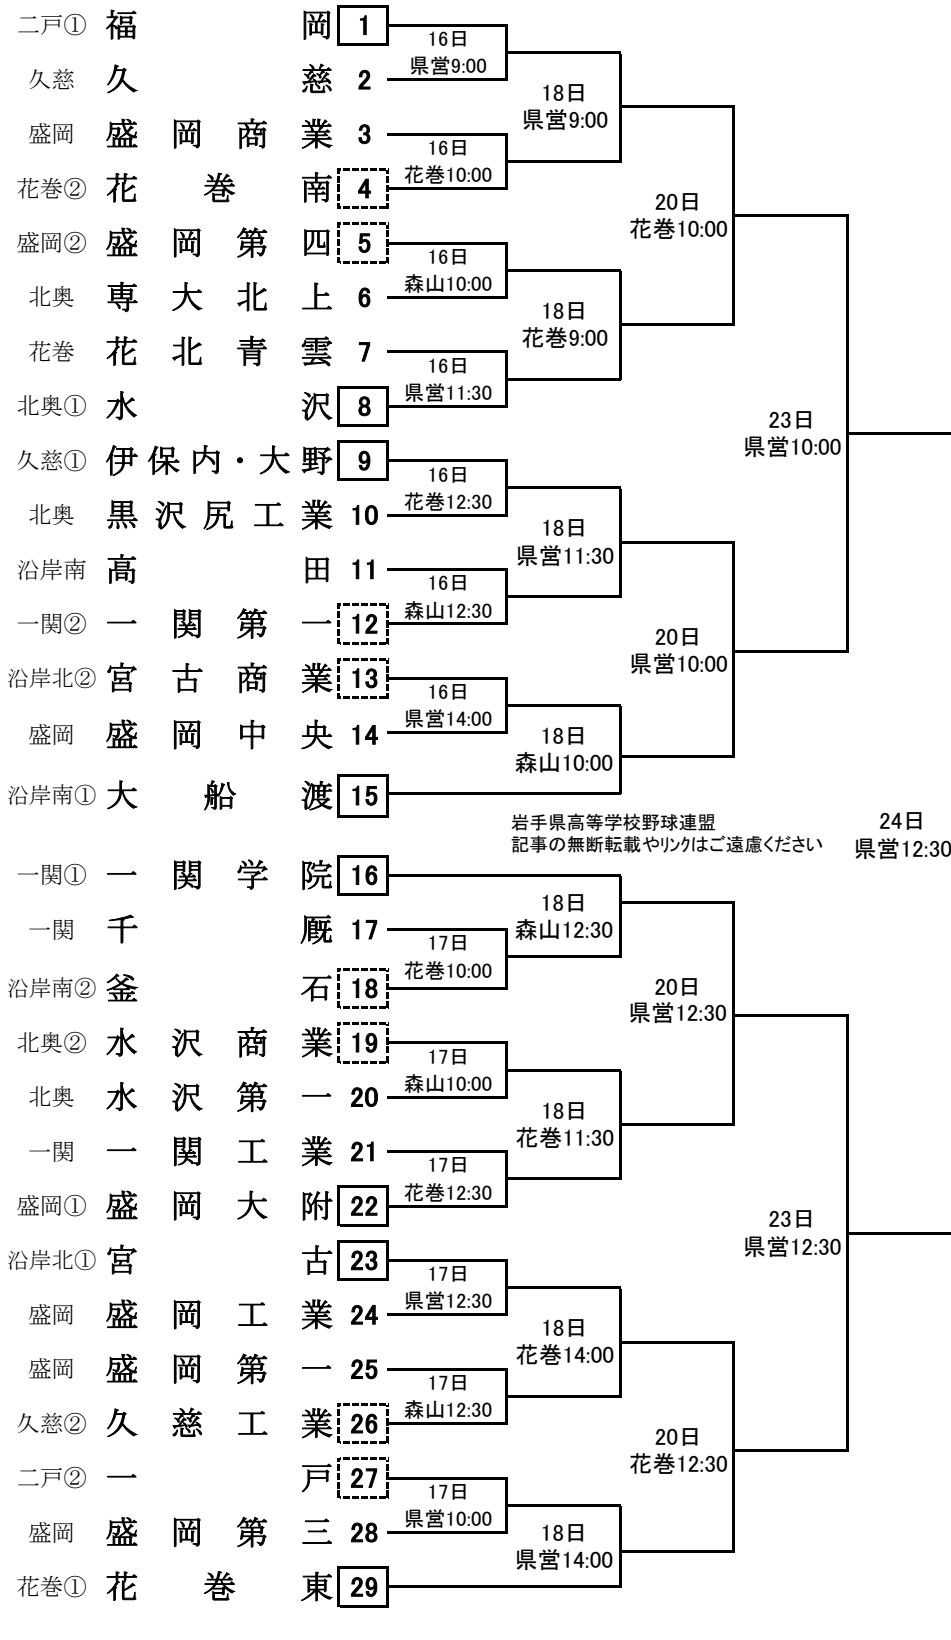 二戸① 福岡 1
16日
県営9:00
久慈 久慈 2
18日
県営9:00
盛岡 盛岡商業 3
16日
花巻10:00
花巻② 花巻南 4
20日
花巻10:00
盛岡② 盛岡第四 5
16日
森山10:00
北奥 専大北上 6
18日
花巻9:00
花巻 花北青雲 7
16日
県営11:30
北奥① 水沢 8
23日
県営10:00
久慈① 伊保内・大野 9
16日
花巻12:30
北奥 黒沢尻工業 10
18日
県営11:30
沿岸南 高田 11
16日
森山12:30
一関② 一関第一 12
20日
県営10:00
沿岸北② 宮古商業 13
16日
県営14:00
盛岡 盛岡中央 14
18日
森山10:00
沿岸南① 大船渡 15
岩手県高等学校野球連盟
記事の無断転載やリンクはご遠慮ください
24日
県営12:30
一関① 一関学院 16
18日
森山12:30
一関 千厩 17
17日
花巻10:00
沿岸南② 釜石 18
20日
県営12:30
北奥② 水沢商業 19
17日
森山10:00
北奥 水沢第一 20
18日
花巻11:30
一関 一関工業 21
17日
花巻12:30
盛岡① 盛岡大附 22
23日
県営12:30
沿岸北① 宮古 23
17日
県営12:30
盛岡 盛岡工業 24
18日
花巻14:00
盛岡 盛岡第一 25
17日
森山12:30
久慈② 久慈工業 26
20日
花巻12:30
二戸② 一戸 27
17日
県営10:00
盛岡 盛岡第三 28
18日
県営14:00
花巻① 花巻東 29